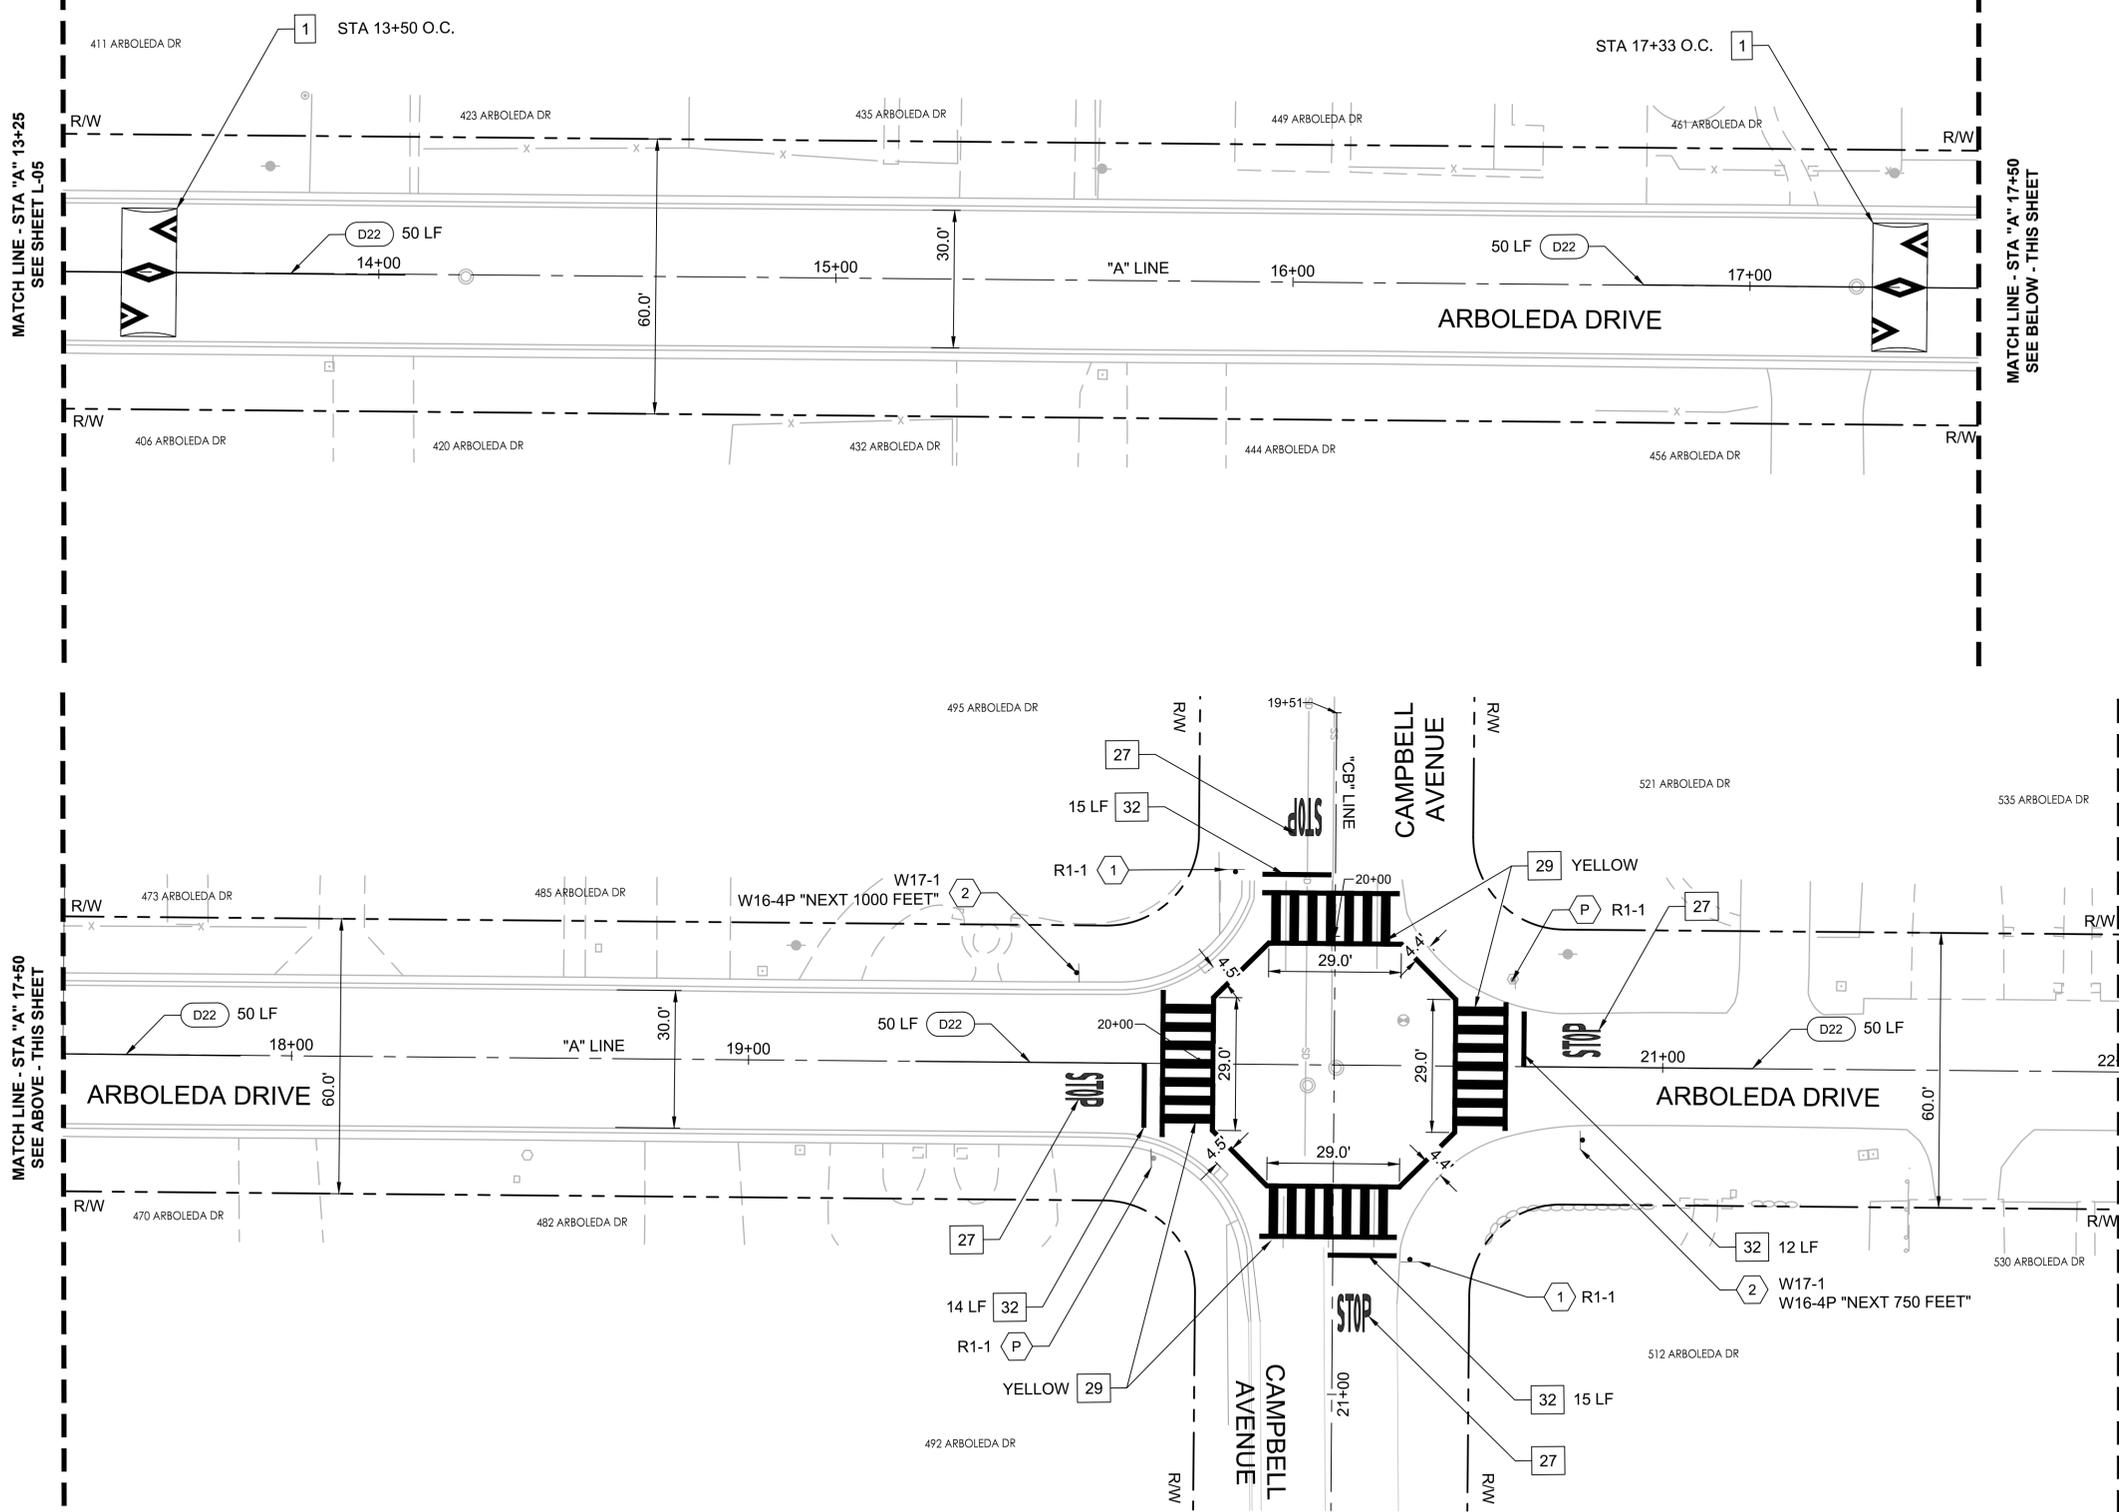 1 STA 13+50 O.C.
STA 17+33 O.C. 1
411 ARBOLEDA DR
MATCH LINE - STA "A" 13+25
SEE SHEET L-05
R/W
423 ARBOLEDA DR
435 ARBOLEDA DR
449 ARBOLEDA DR
461 ARBOLEDA DR
R/W
X X X X X X
D22 50 LF
14+00
15+00
"A" LINE
16+00
50 LF D22
17+00
30.0'
60.0'
ARBOLEDA DRIVE
MATCH LINE - STA "A" 17+50
SEE BELOW - THIS SHEET
R/W
406 ARBOLEDA DR
420 ARBOLEDA DR
X X
432 ARBOLEDA DR
444 ARBOLEDA DR
X
456 ARBOLEDA DR
R/W
495 ARBOLEDA DR
R/W
19+51
SD
SS
CAMPBELL
AVENUE
R/W
27
"CB" LINE
521 ARBOLEDA DR
535 ARBOLEDA DR
15 LF 32
STOP
R1-1 1
20+00
29 YELLOW
W17-1
W16-4P "NEXT 1000 FEET"
2
P R1-1
27
473 ARBOLEDA DR
485 ARBOLEDA DR
R/W
X X
R/W
4.4'
29.0'
4.5'
MATCH LINE - STA "A" 17+50
SEE ABOVE - THIS SHEET
D22 50 LF
18+00
"A" LINE
30.0'
19+00
50 LF D22
20+00
29.0'
SD
29.0'
STOP
21+00
D22 50 LF
22
ARBOLEDA DRIVE
60.0'
STOP
ARBOLEDA DRIVE
60.0'
4.5'
29.0'
4.4'
R/W
470 ARBOLEDA DR
482 ARBOLEDA DR
R/W
27
32 12 LF
530 ARBOLEDA DR
2 W17-1
W16-4P "NEXT 750 FEET"
14 LF 32
STOP
1 R1-1
R1-1 P
512 ARBOLEDA DR
YELLOW 29
CAMPBELL
AVENUE
21+00
32 15 LF
492 ARBOLEDA DR
27
R/W
R/W